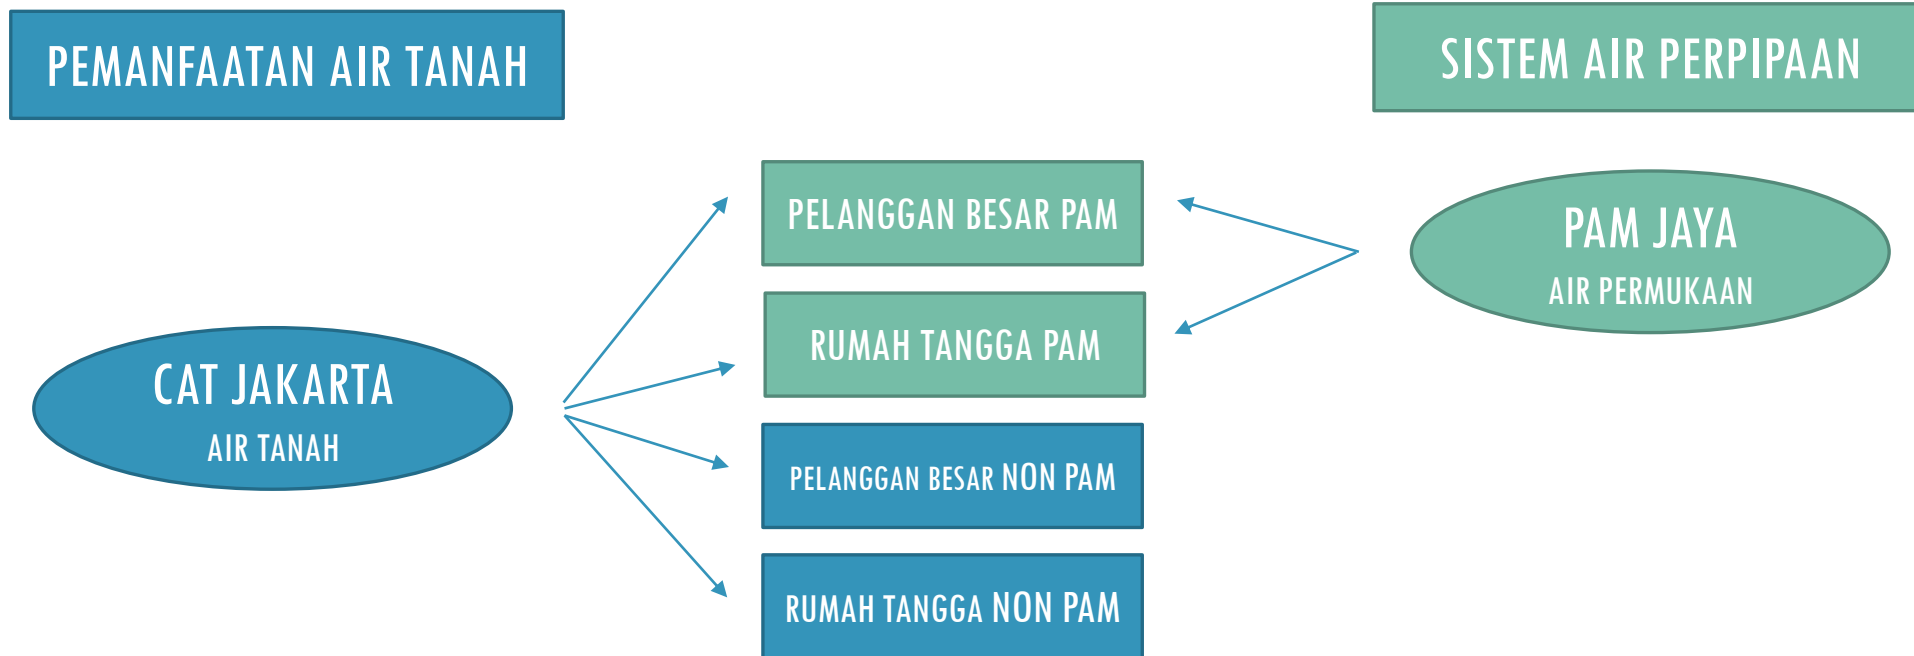 PEMANFAATAN AIR TANAH
SISTEM AIR PERPIPAAN
PELANGGAN BESAR PAM
PAM JAYA
AIR PERMUKAAN
RUMAH TANGGA PAM
CAT JAKARTA
AIR TANAH
PELANGGAN BESAR NON PAM
RUMAH TANGGA NON PAM